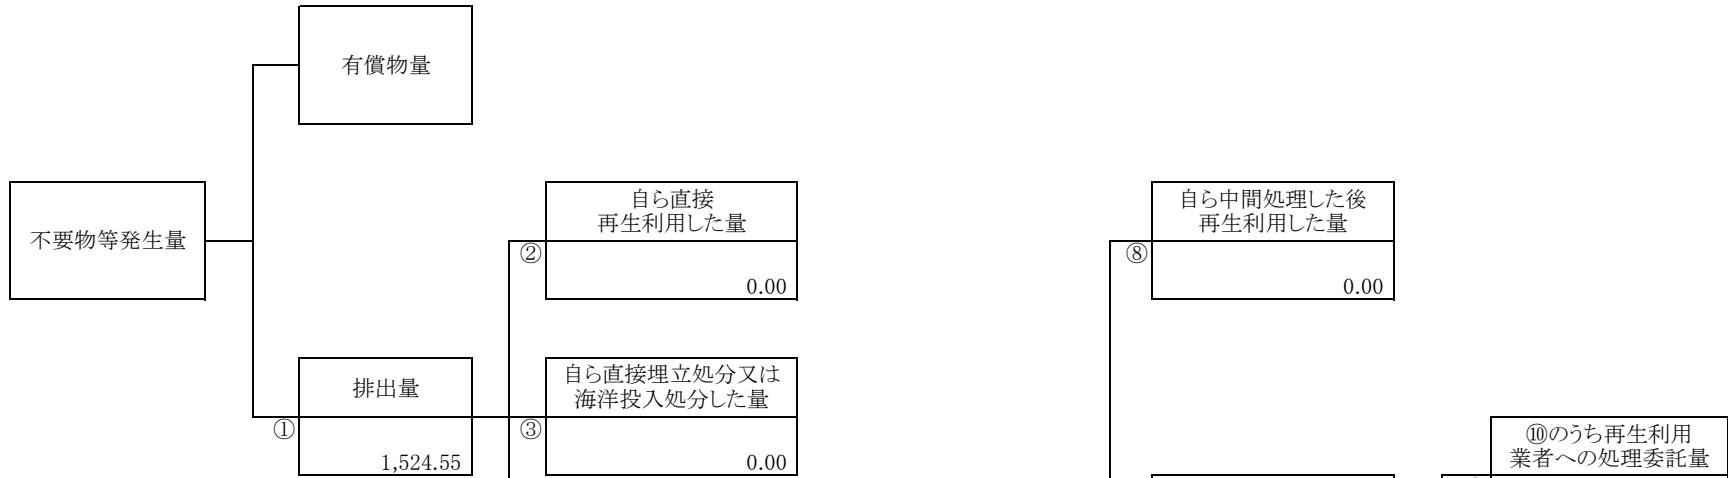 有償物量
不要物等発生量
自ら直接
再生利用した量
②
0.00
自ら中間処理した後
再生利用した量
⑧
0.00
排出量
①
1,524.55
自ら直接埋立処分又は
海洋投入処分した量
③
0.00
⑩のうち再生利用
業者への処理委託量